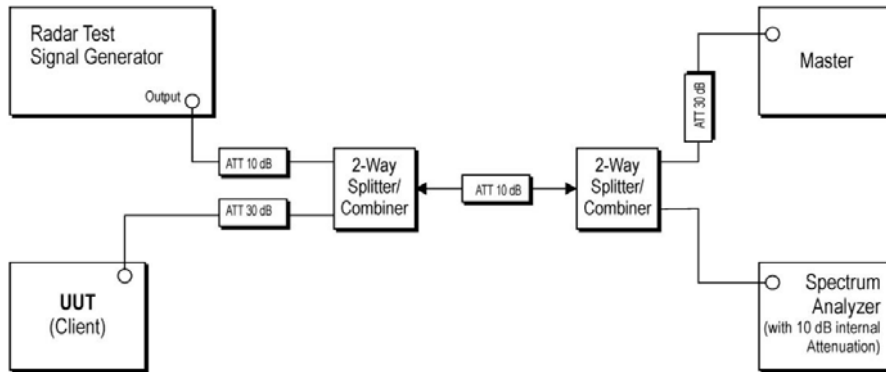 Radar Test
Signal Generator
Output
ATT 10 dB
ATT 30 dB
2-Way
Splitter/
Combiner
ATT 10 dB
2-Way
Splitter/
Combiner
ATT 30 dB
Master
UUT
(Client)
Spectrum
Analyzer
(with 10 dB internal
Attenuation)